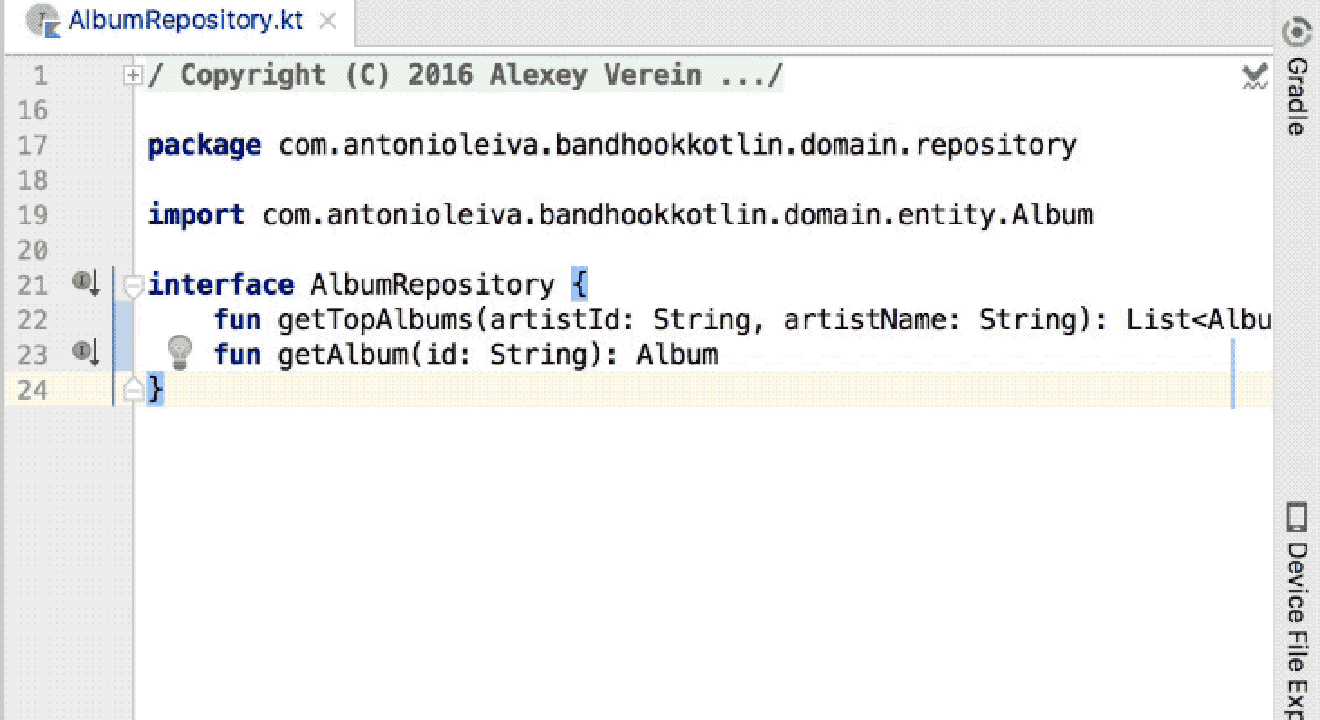 AlbumRepository.kt
1 / Copyright (C) 2016 Alexey Verein .../
16
17 package com.antonioleiva.bandhookkotlin.domain.repository
18
19 import com.antonioleiva.bandhookkotlin.domain.entity.Album
20
21 interface AlbumRepository {
22 fun getTopAlbums(artistId: String, artistName: String): List<Albu
23 fun getAlbum(id: String): Album
24 }
Gradle
Device File Exp